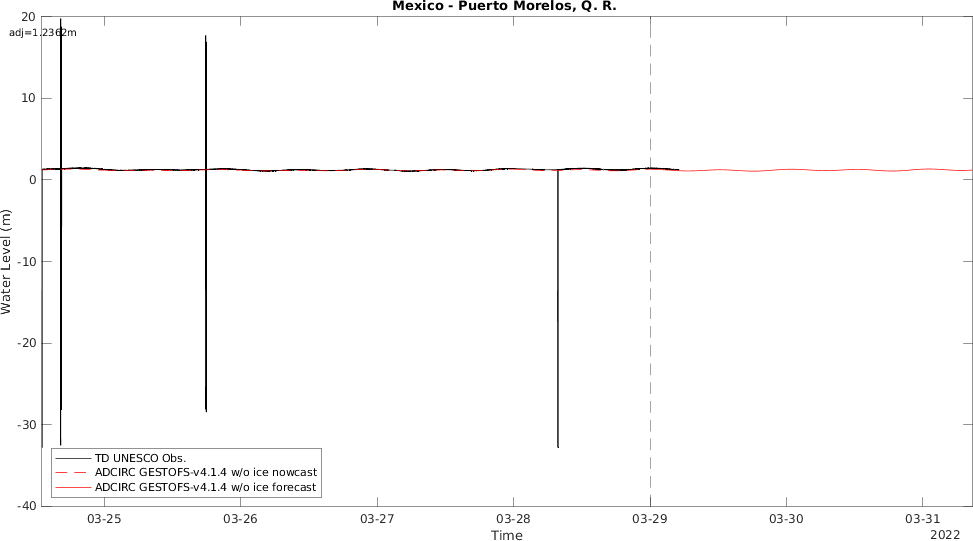 Mexico - Puerto Morelos, Q. R.
adj=1.2362m
20
10
0
-10
-20
-30
-40
Water Level (m)
TD UNESCO Obs.
ADCIRC GESTOFS-v4.1.4 w/o ice nowcast
ADCIRC GESTOFS-v4.1.4 w/o ice forecast
03-25 03-26 03-27 03-28 03-29 03-30 03-31
Time
2022